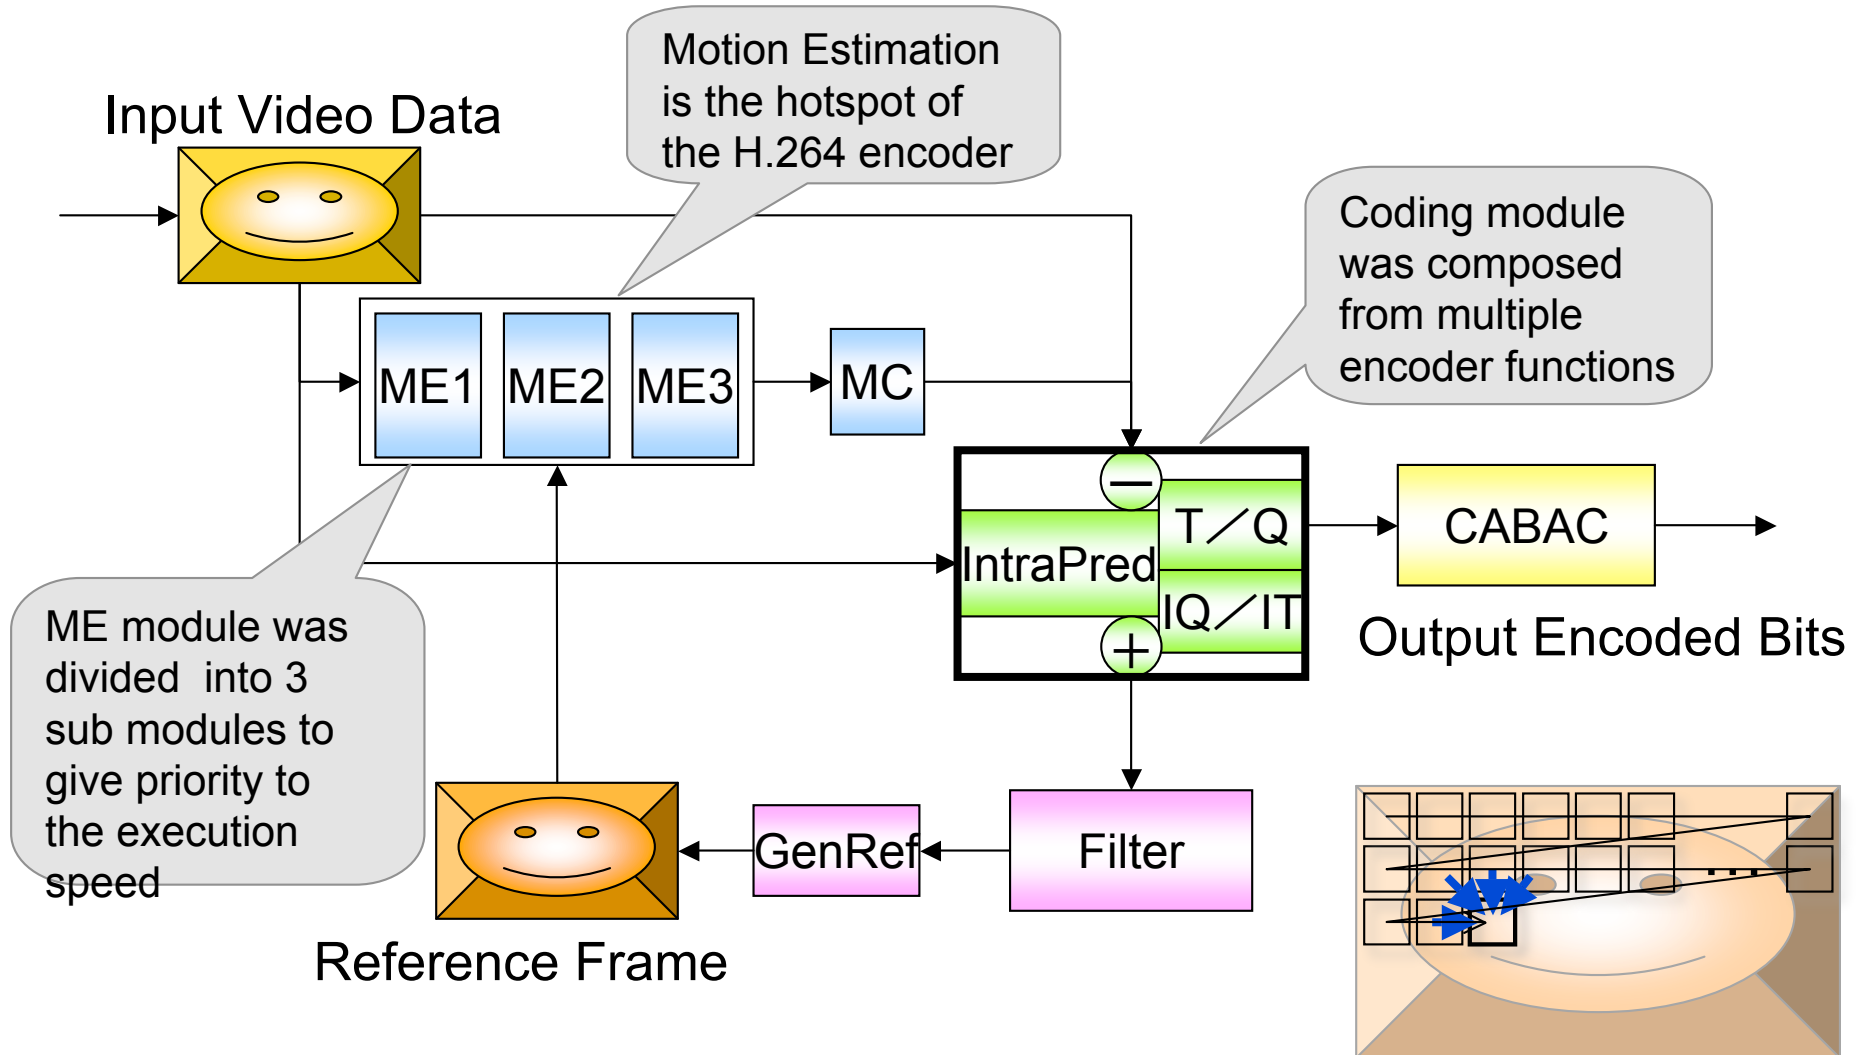 Motion Estimation
is the hotspot of
the H.264 encoder
Input Video Data
Coding module
was composed
from multiple
encoder functions
ME1
ME2
ME3
MC
−
T／Q
IntraPred
IQ／IT
+
CABAC
Output Encoded Bits
ME module was
divided  into 3
sub modules to
give priority to
the execution
speed
GenRef
Filter
Reference Frame
...